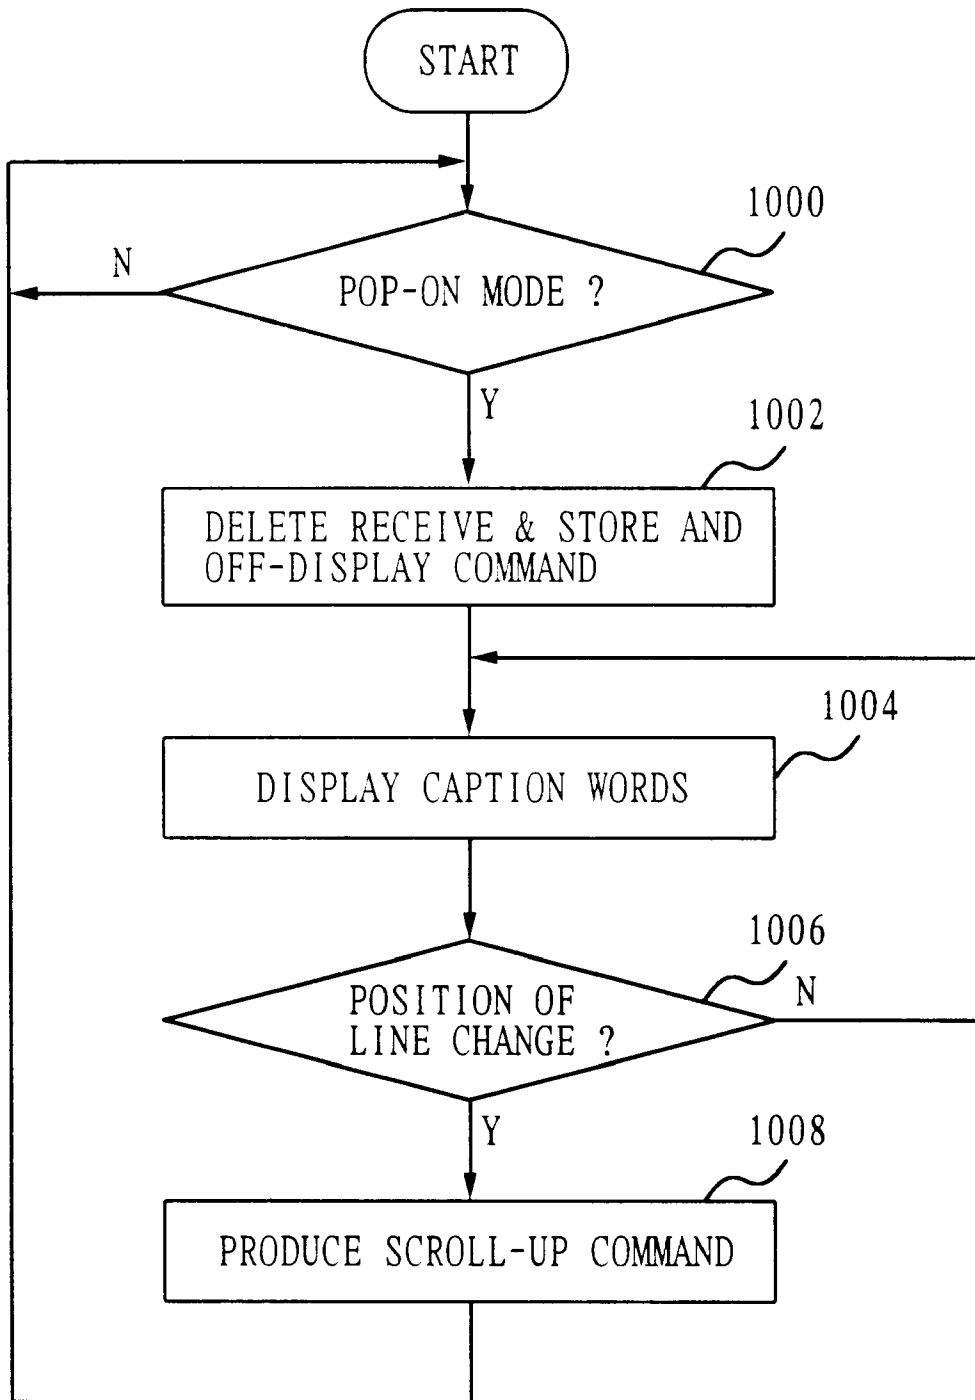 START
1000
N
POP-ON MODE ?
Y
1002
DELETE RECEIVE & STORE AND
OFF-DISPLAY COMMAND
1004
DISPLAY CAPTION WORDS
1006
N
POSITION OF
LINE CHANGE ?
Y
1008
PRODUCE SCROLL-UP COMMAND